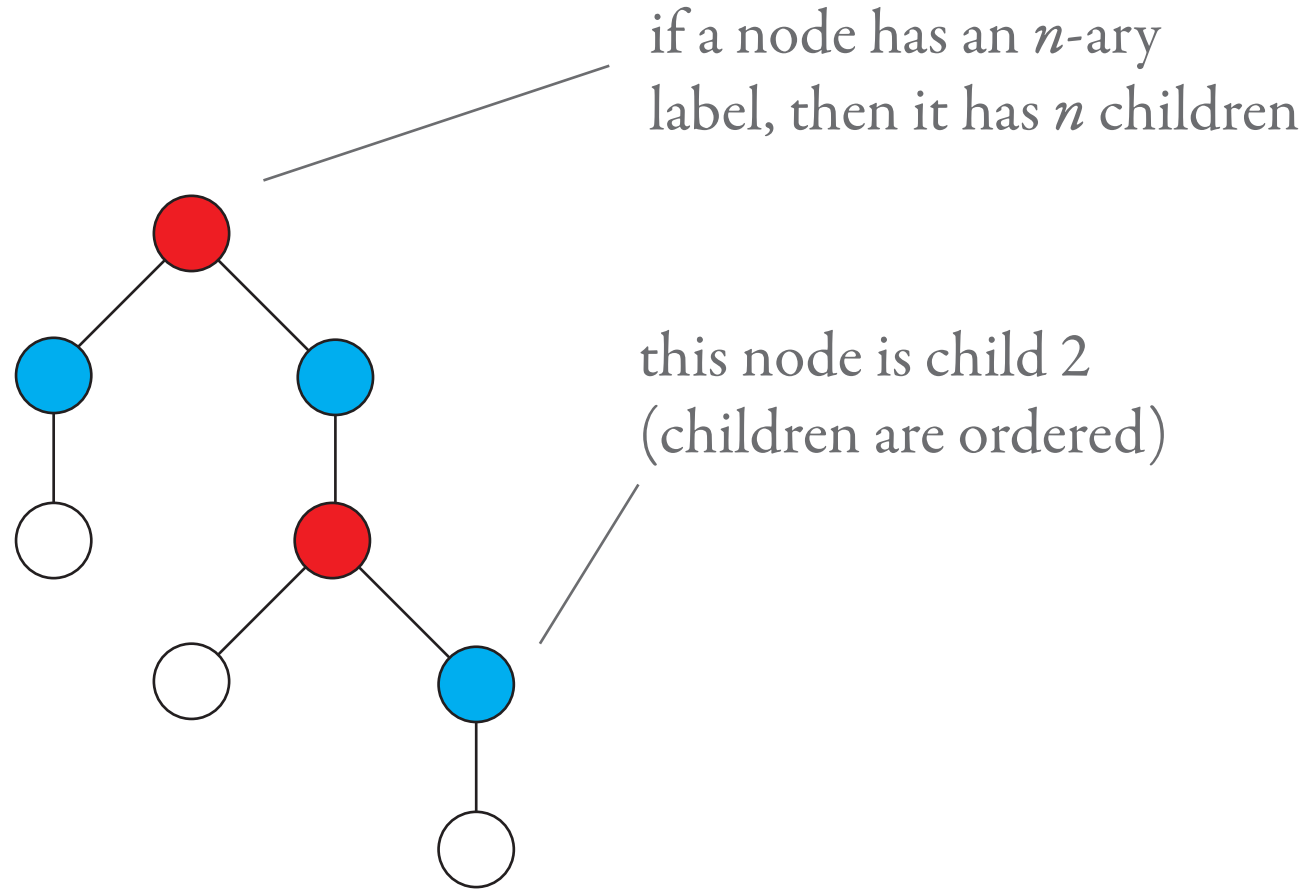 if a node has an n-ary
label, then it has n children
this node is child 2
(children are ordered)